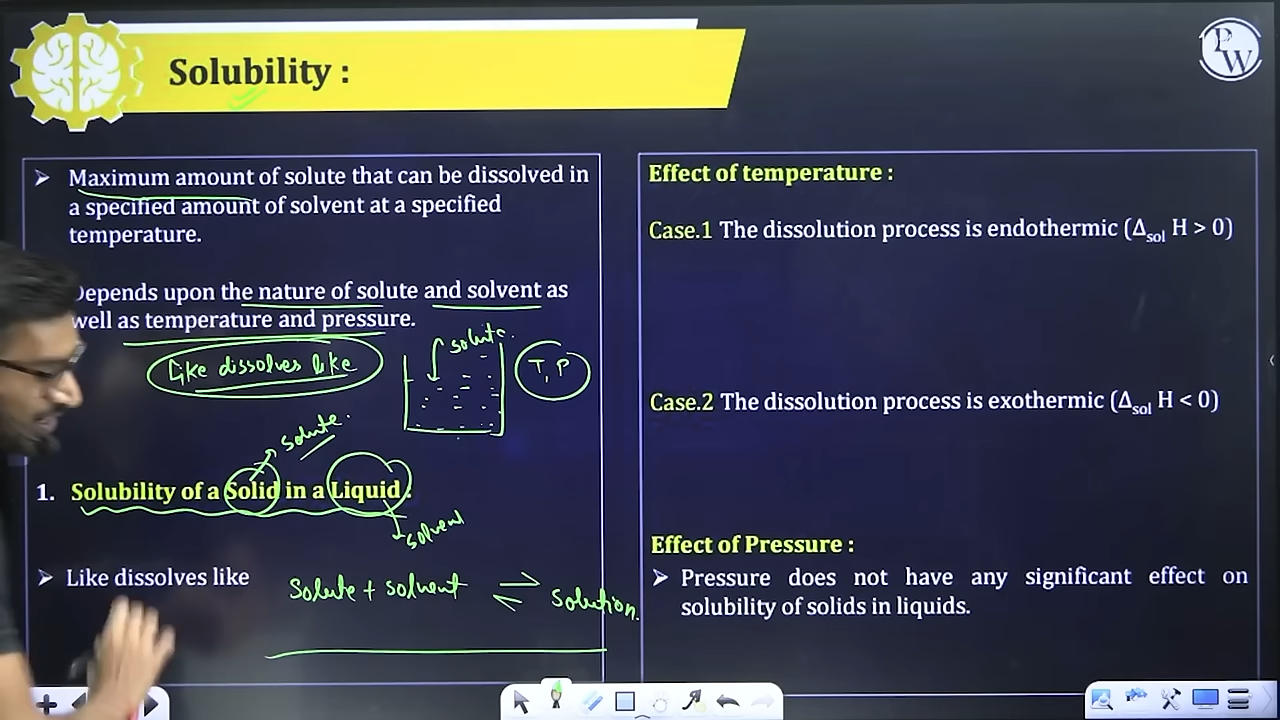 Solubility :
PW
Maximum amount of solute that can be dissolved in
a specified amount of solvent at a specified
temperature.
Depends upon the nature of solute and solvent as
well as temperature and pressure.
Like dissolves like
solute.
T, P
solute.
1. Solubility of a Solid in a Liquid :
solvent
Like dissolves like
Solute + solvent ⇌ solution.
Effect of temperature :
Case.1 The dissolution process is endothermic (Δsol H > 0)
Case.2 The dissolution process is exothermic (Δsol H < 0)
Effect of Pressure :
Pressure does not have any significant effect on
solubility of solids in liquids.